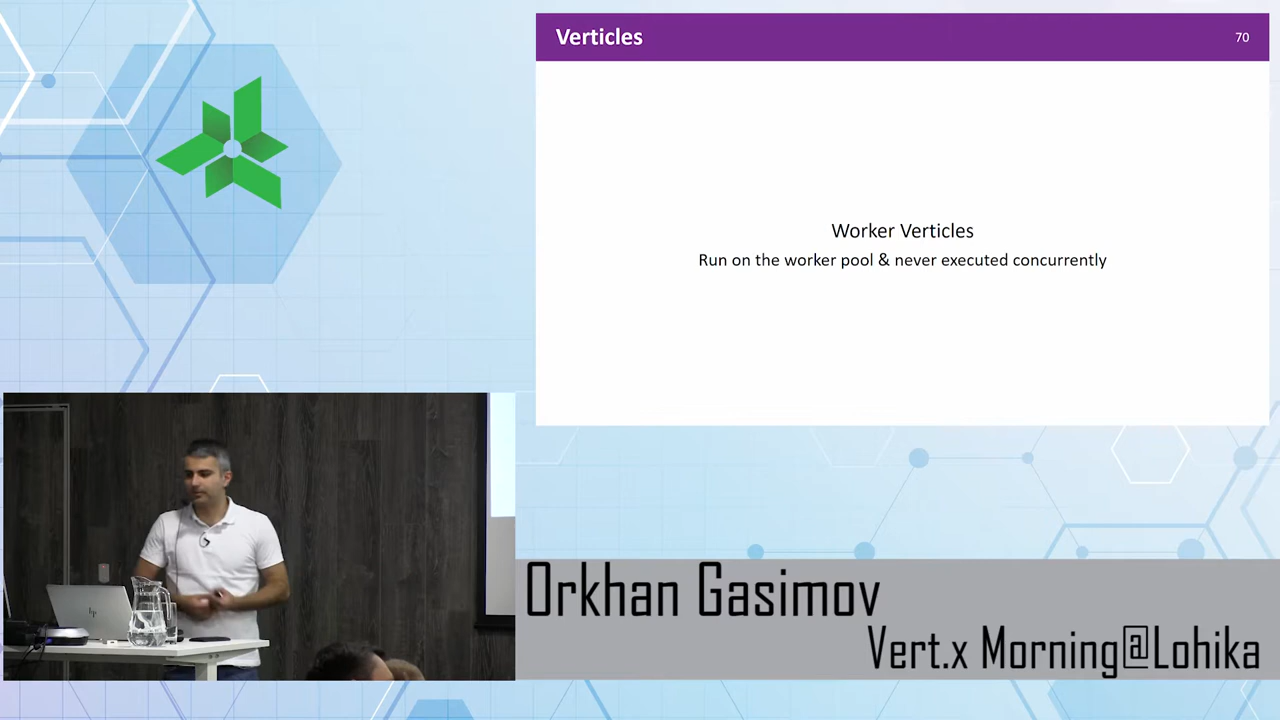 Verticles
70
Worker Verticles
Run on the worker pool & never executed concurrently
Orkhan Gasimov
Vert.x Morning@Lohika